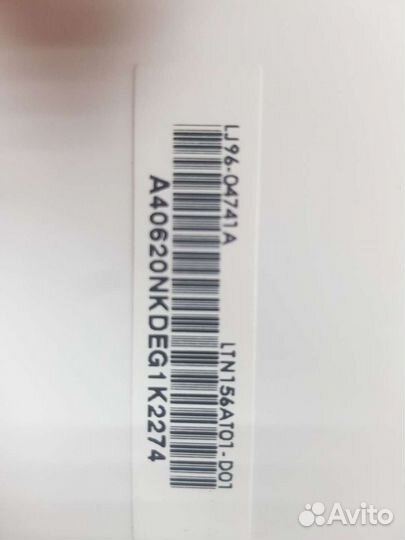 LJ96-04741A LTN156AT01-D01
A40620NKDEG1K2274
Avito